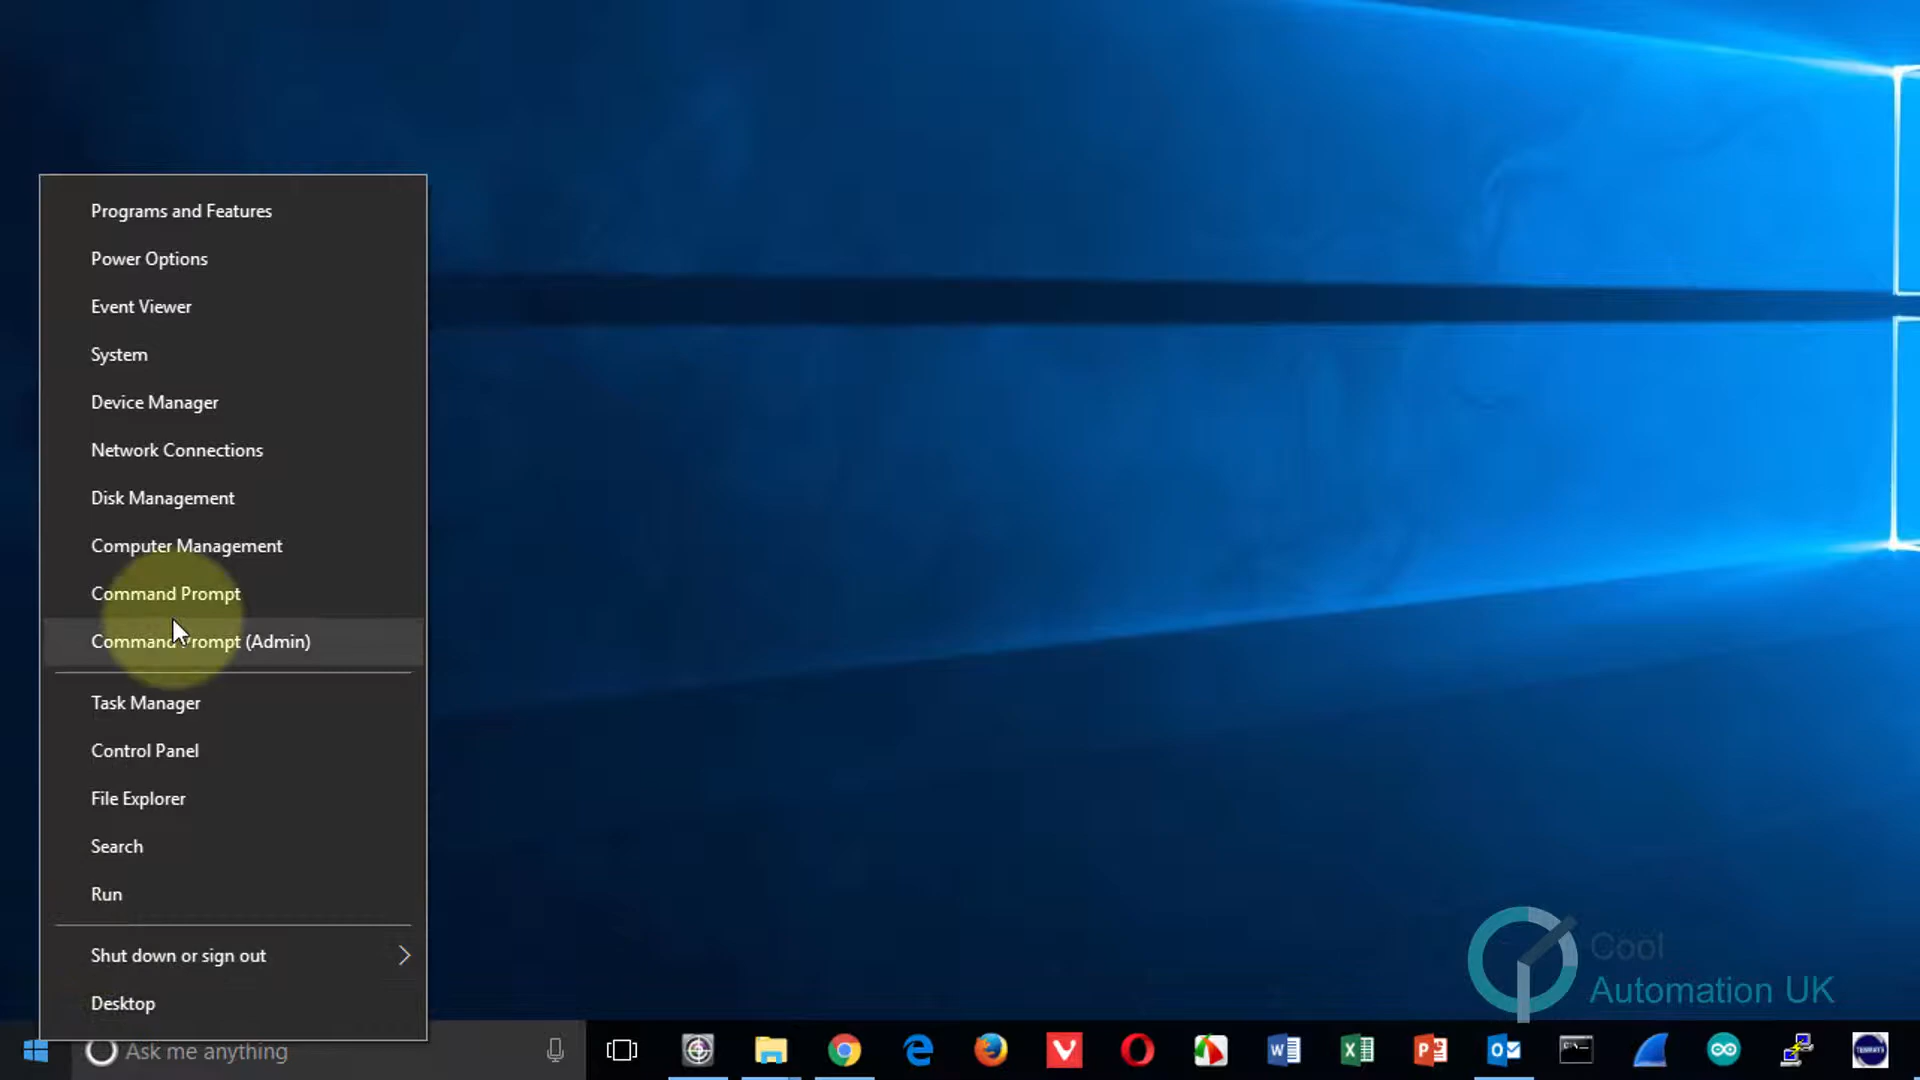 Programs and Features
Power Options
Event Viewer
System
Device Manager
Network Connections
Disk Management
Computer Management
Command Prompt
Command Prompt (Admin)
Task Manager
Control Panel
File Explorer
Search
Run
Shut down or sign out
Desktop
Ask me anything
Cool
Automation UK